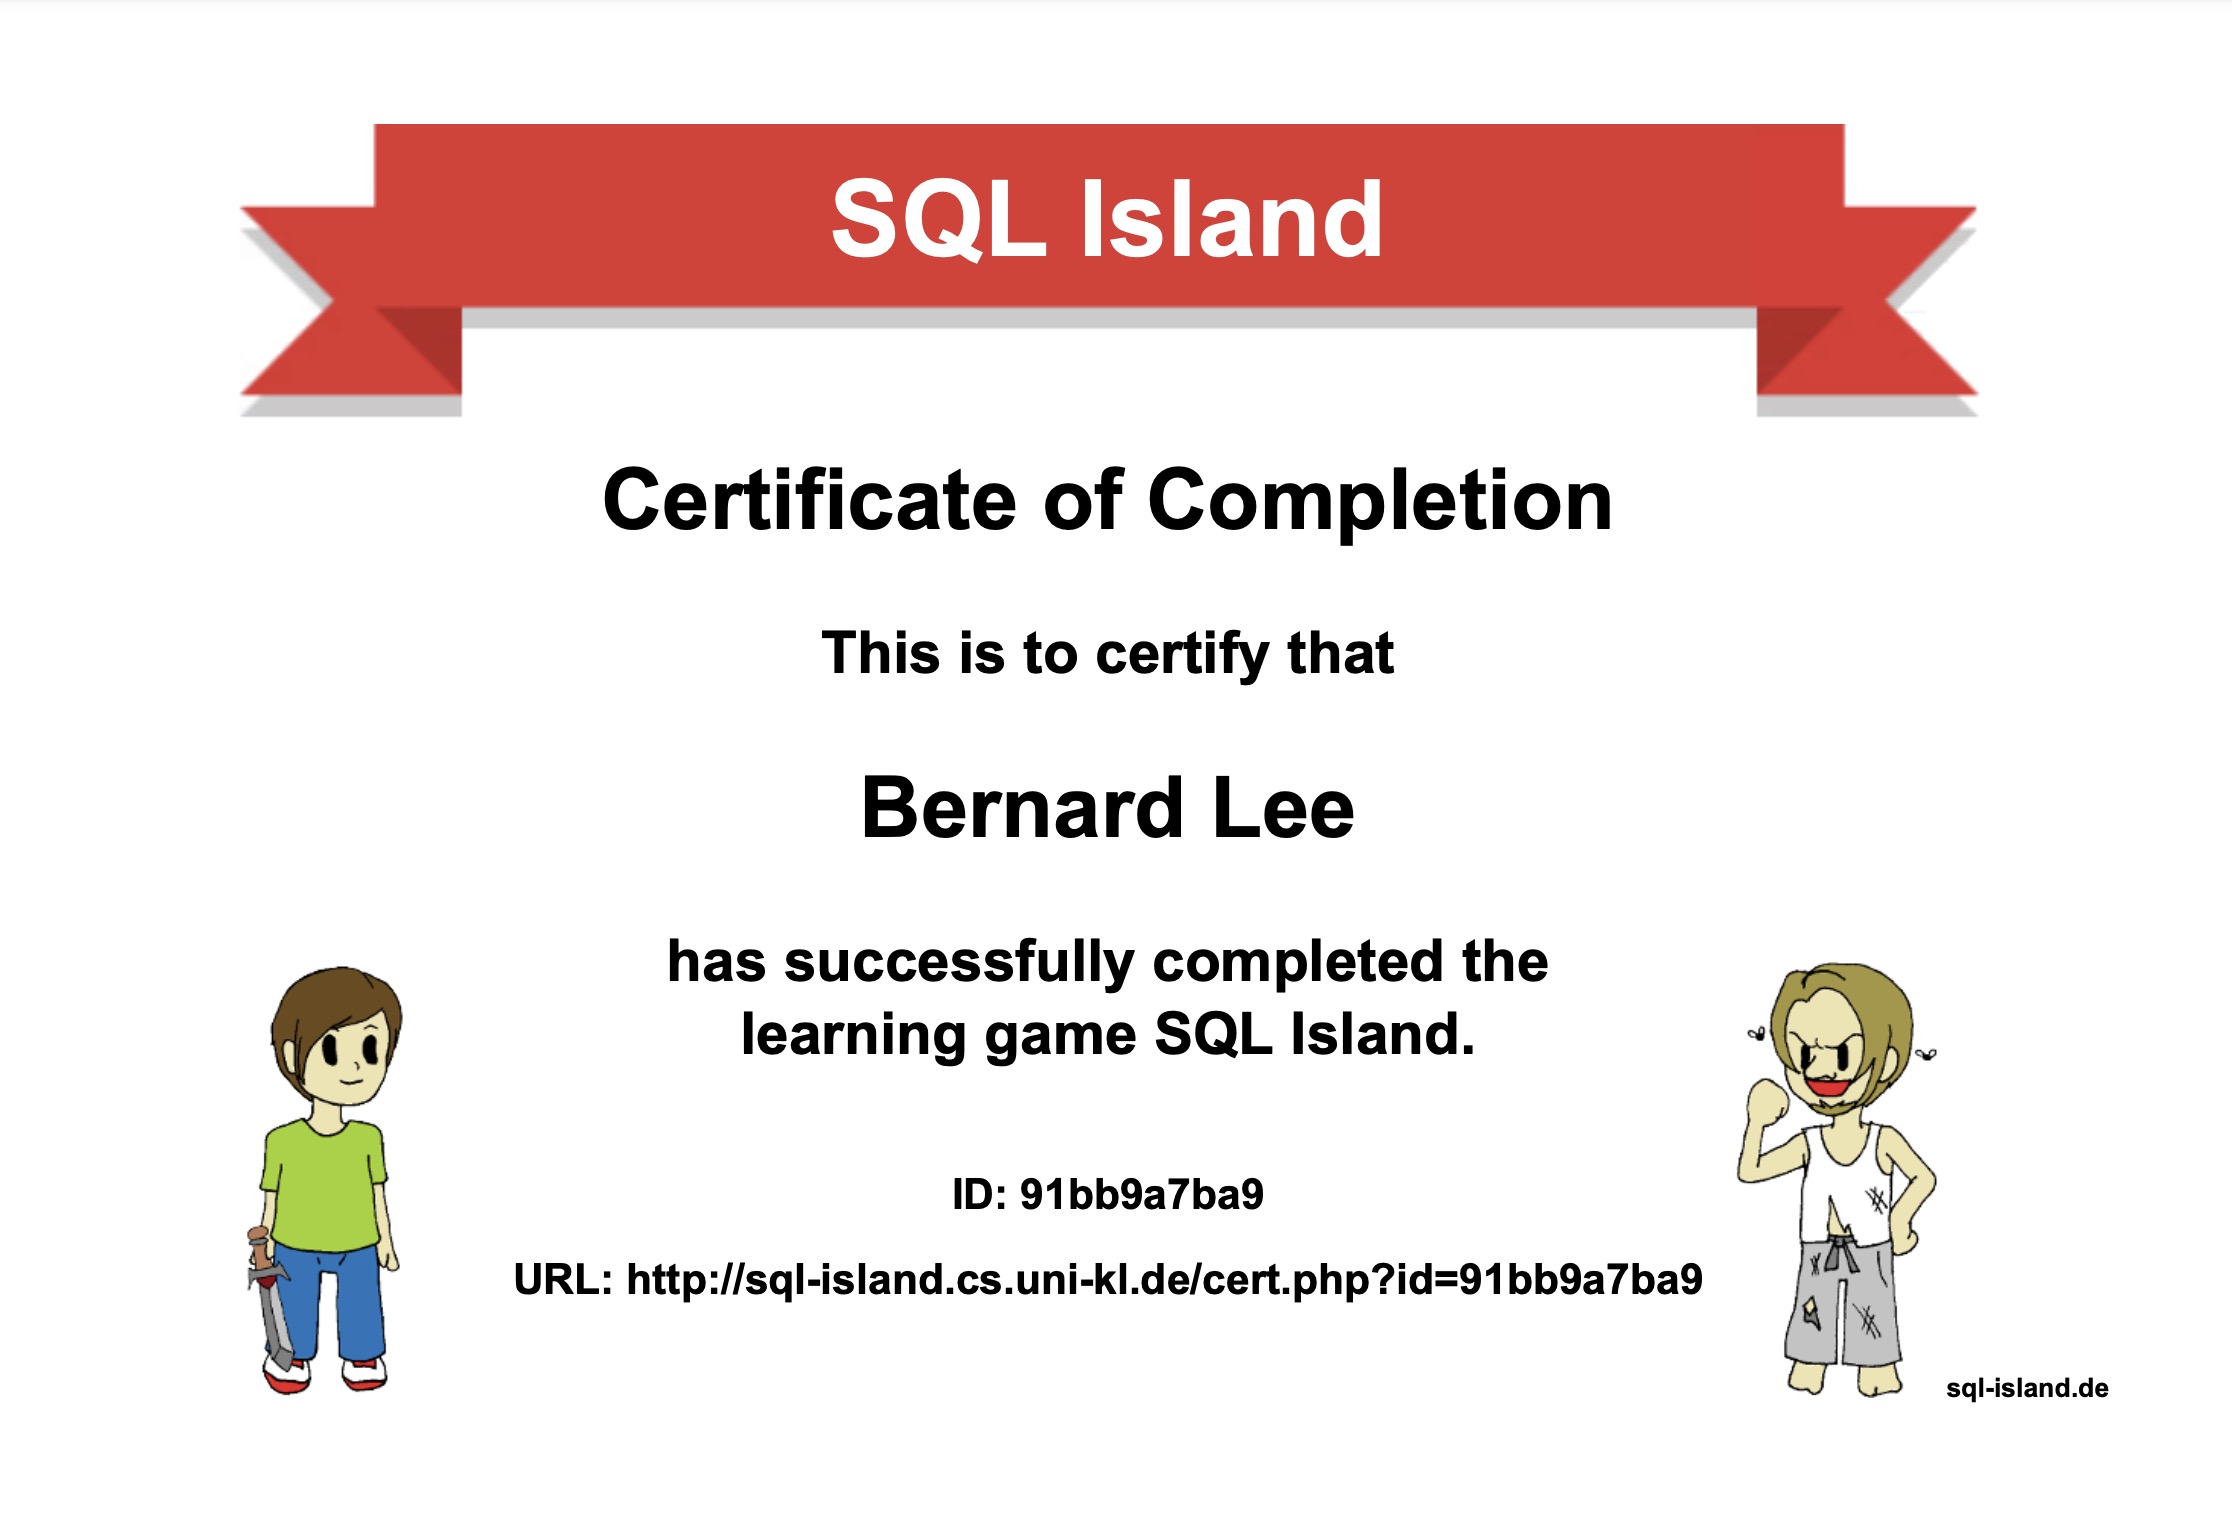 SQL Island
Certificate of Completion
This is to certify that
Bernard Lee
has successfully completed the
learning game SQL Island.
ID: 91bb9a7ba9
URL: http://sql-island.cs.uni-kl.de/cert.php?id=91bb9a7ba9
sql-island.de